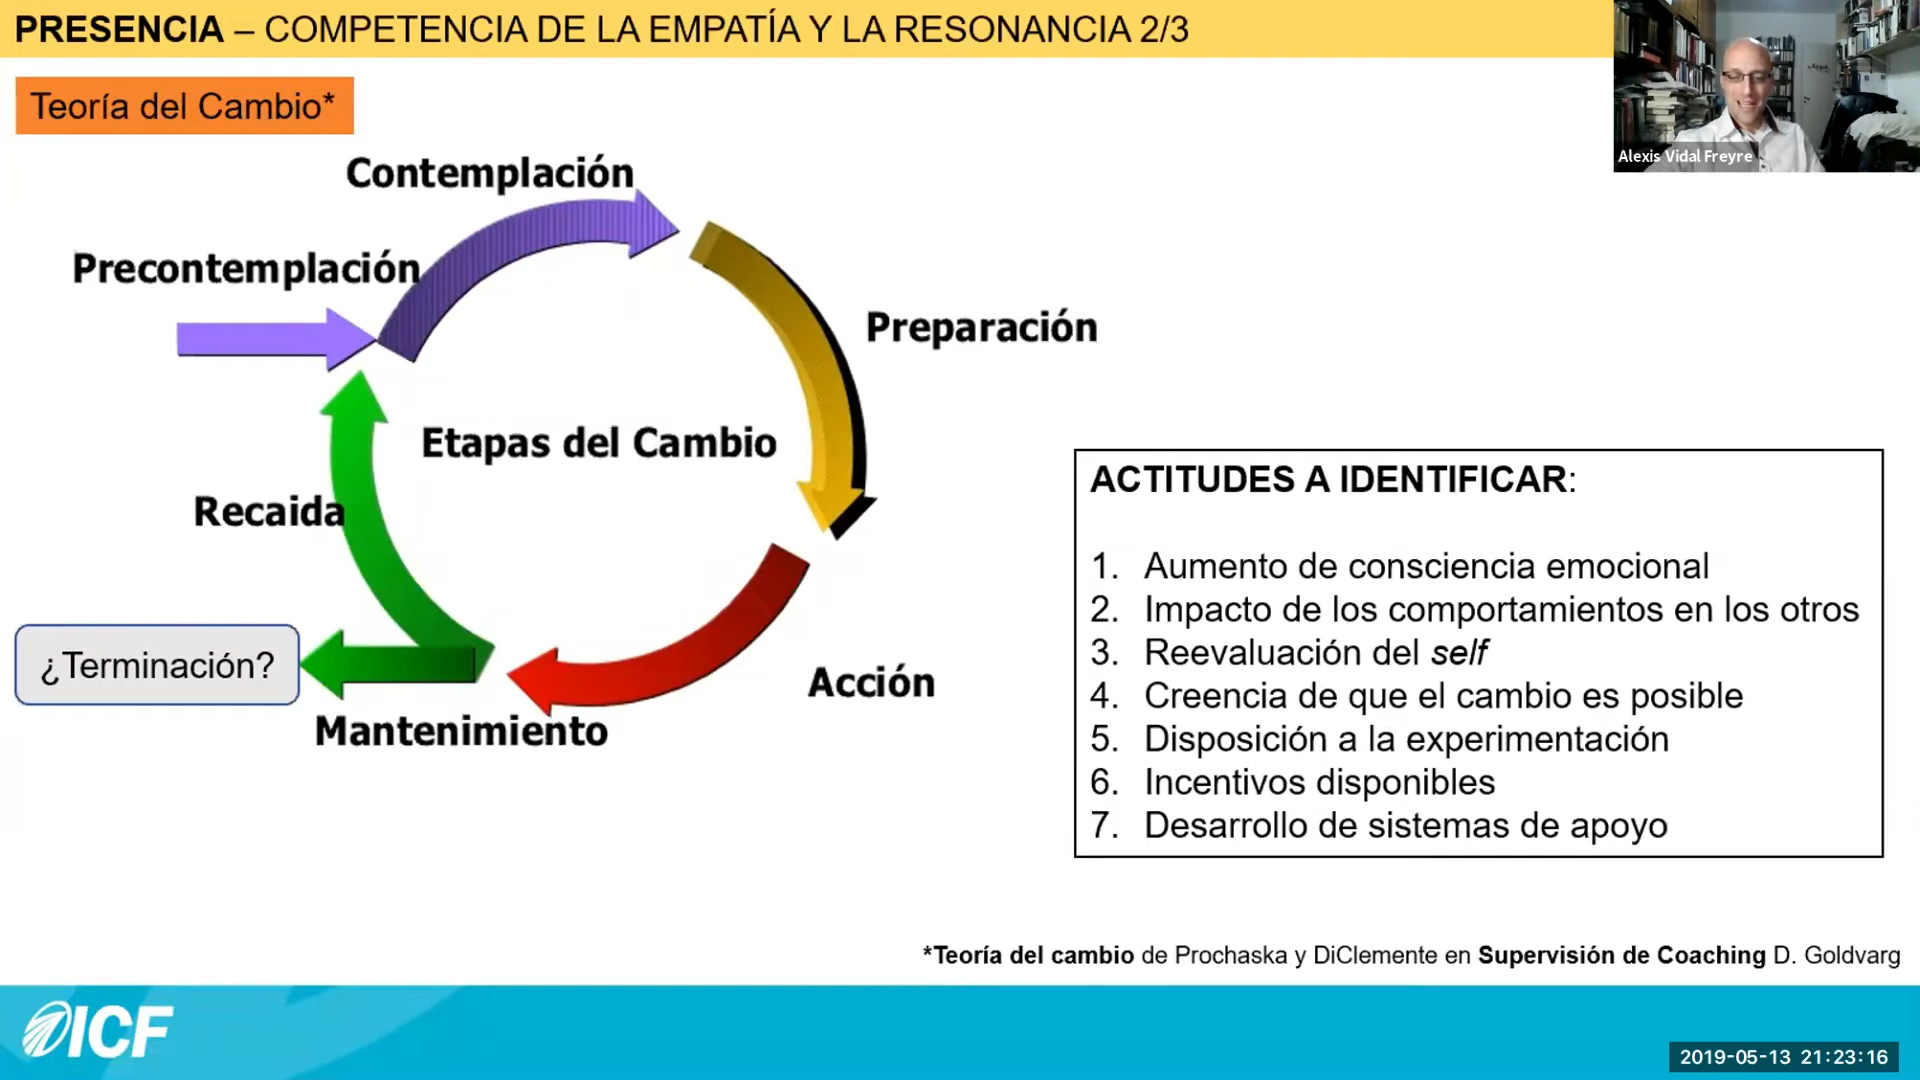 PRESENCIA – COMPETENCIA DE LA EMPATÍA Y LA RESONANCIA 2/3
Alexis Vidal Freyre
Teoría del Cambio*
Contemplación
Precontemplación
Preparación
Etapas del Cambio
Recaida
¿Terminación?
Acción
Mantenimiento
ACTITUDES A IDENTIFICAR:
1. Aumento de consciencia emocional
2. Impacto de los comportamientos en los otros
3. Reevaluación del self
4. Creencia de que el cambio es posible
5. Disposición a la experimentación
6. Incentivos disponibles
7. Desarrollo de sistemas de apoyo
*Teoría del cambio de Prochaska y DiClemente en Supervisión de Coaching D. Goldvarg
ICF
2019-05-13 21:23:16